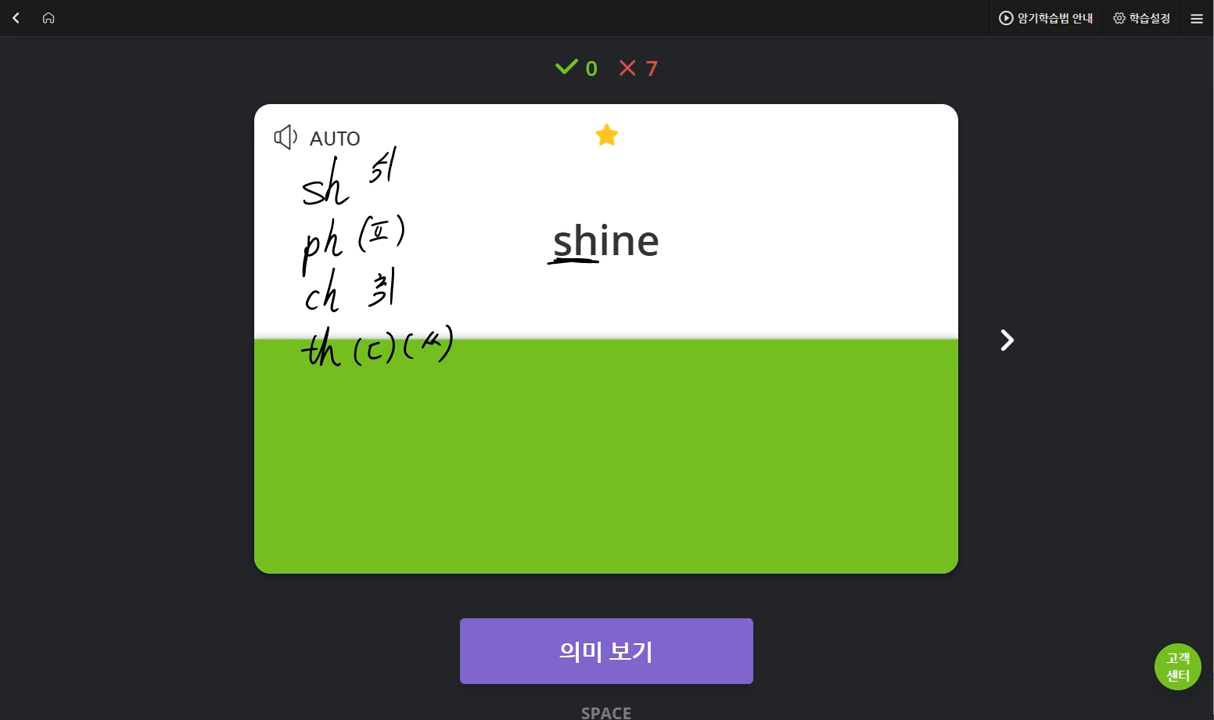 암기학습법 안내 학습설정
0 7
AUTO
sh 쉬
ph (ㅍ)
shine
ch 취
th (ㄷ) (ㅆ)
의미 보기
고객
센터
SPACE